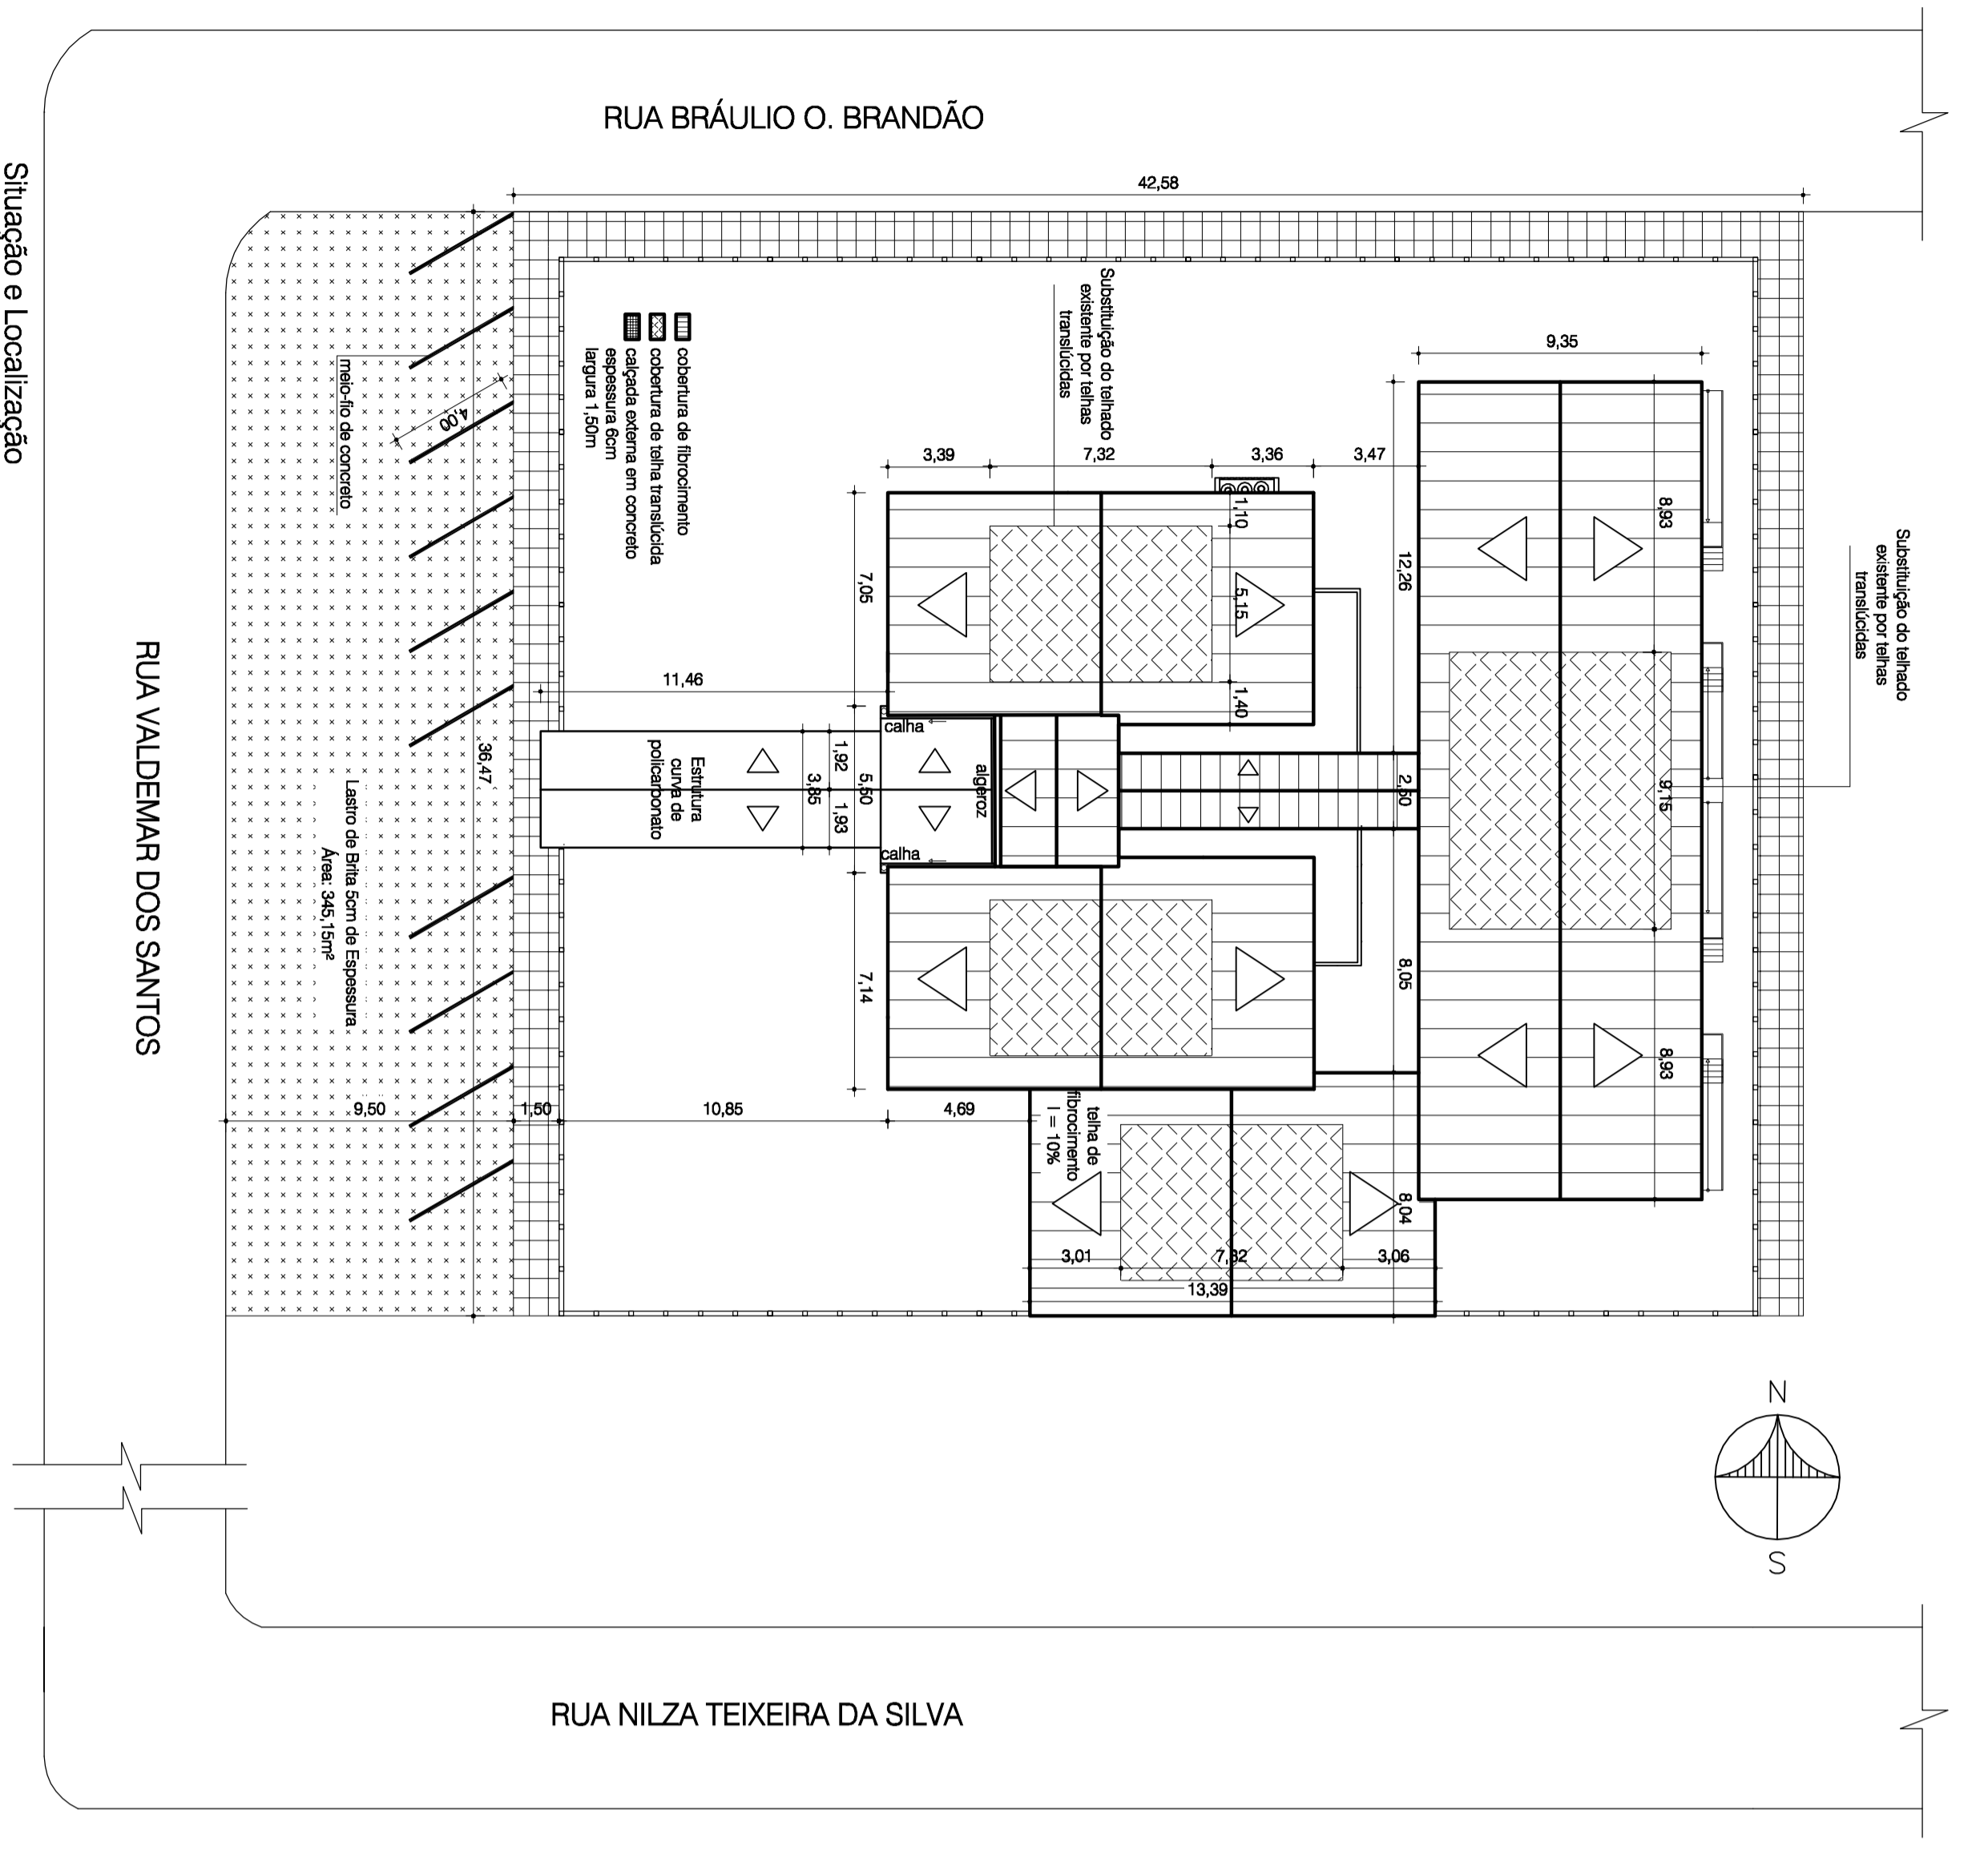 RUA BRÁULIO O. BRANDÃO
Situação e Localização
42,58
9,35
Substituição do telhado
existente por telhas
translúcidas
cobertura de fibrocimento
cobertura de telha translúcida
calçada externa em concreto
espessura 6cm
largura 1,50m
meio-fio de concreto
4,00
3,39
7,32
3,36
3,47
1,10
5,15
1,40
8,93
12,26
7,05
Substituição do telhado
existente por telhas
translúcidas
11,46
calha
algeroz
calha
Estrutura
curva de
policarbonato
1,92
1,93
3,85
5,50
2,50
9,15
36,47
RUA VALDEMAR DOS SANTOS
Lastro de Brita 5cm de Espessura
Área: 345,15m²
7,14
8,05
8,93
9,50
1,50
10,85
4,69
telha de
fibrocimento
I = 10%
8,04
3,01
7,32
3,06
13,39
N
S
RUA NILZA TEIXEIRA DA SILVA